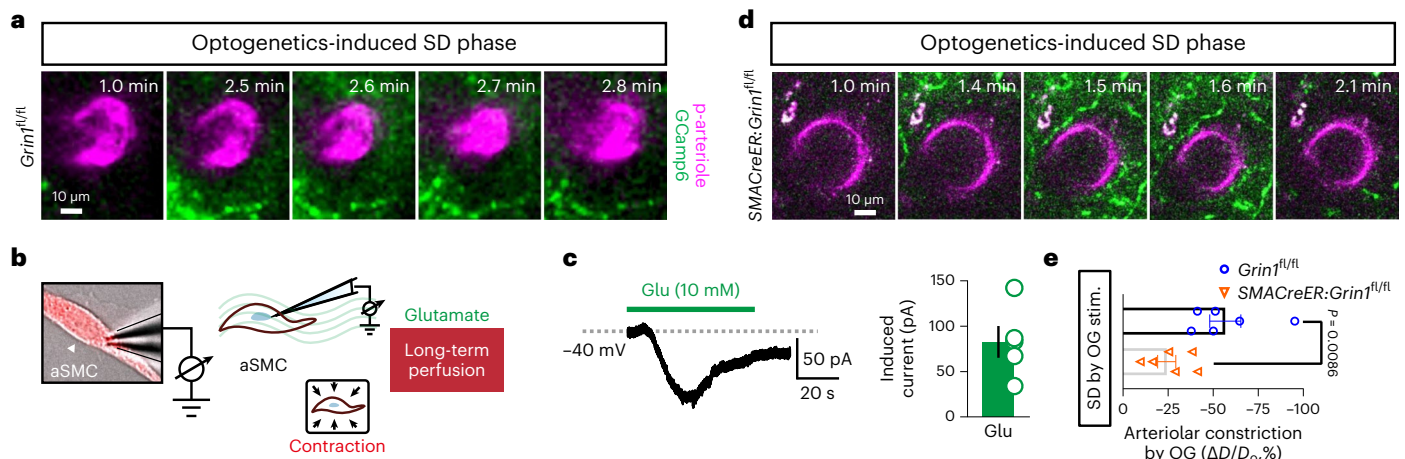 a
Optogenetics-induced SD phase
Grin1fl/fl
1.0 min
2.5 min
2.6 min
2.7 min
2.8 min
10 µm
p-arteriole
GCamp6
b
aSMC
aSMC
Glutamate
Long-term
perfusion
Contraction
c
Glu (10 mM)
−40 mV
50 pA
20 s
Induced
current (pA)
150
100
50
0
Glu
d
Optogenetics-induced SD phase
SMACreER:Grin1fl/fl
1.0 min
1.4 min
1.5 min
1.6 min
2.1 min
10 µm
e
Grin1fl/fl
SMACreER:Grin1fl/fl
SD by OG stim.
P = 0.0086
0
−25
−50
−75
−100
Arteriolar constriction
by OG (ΔD/D0,%)